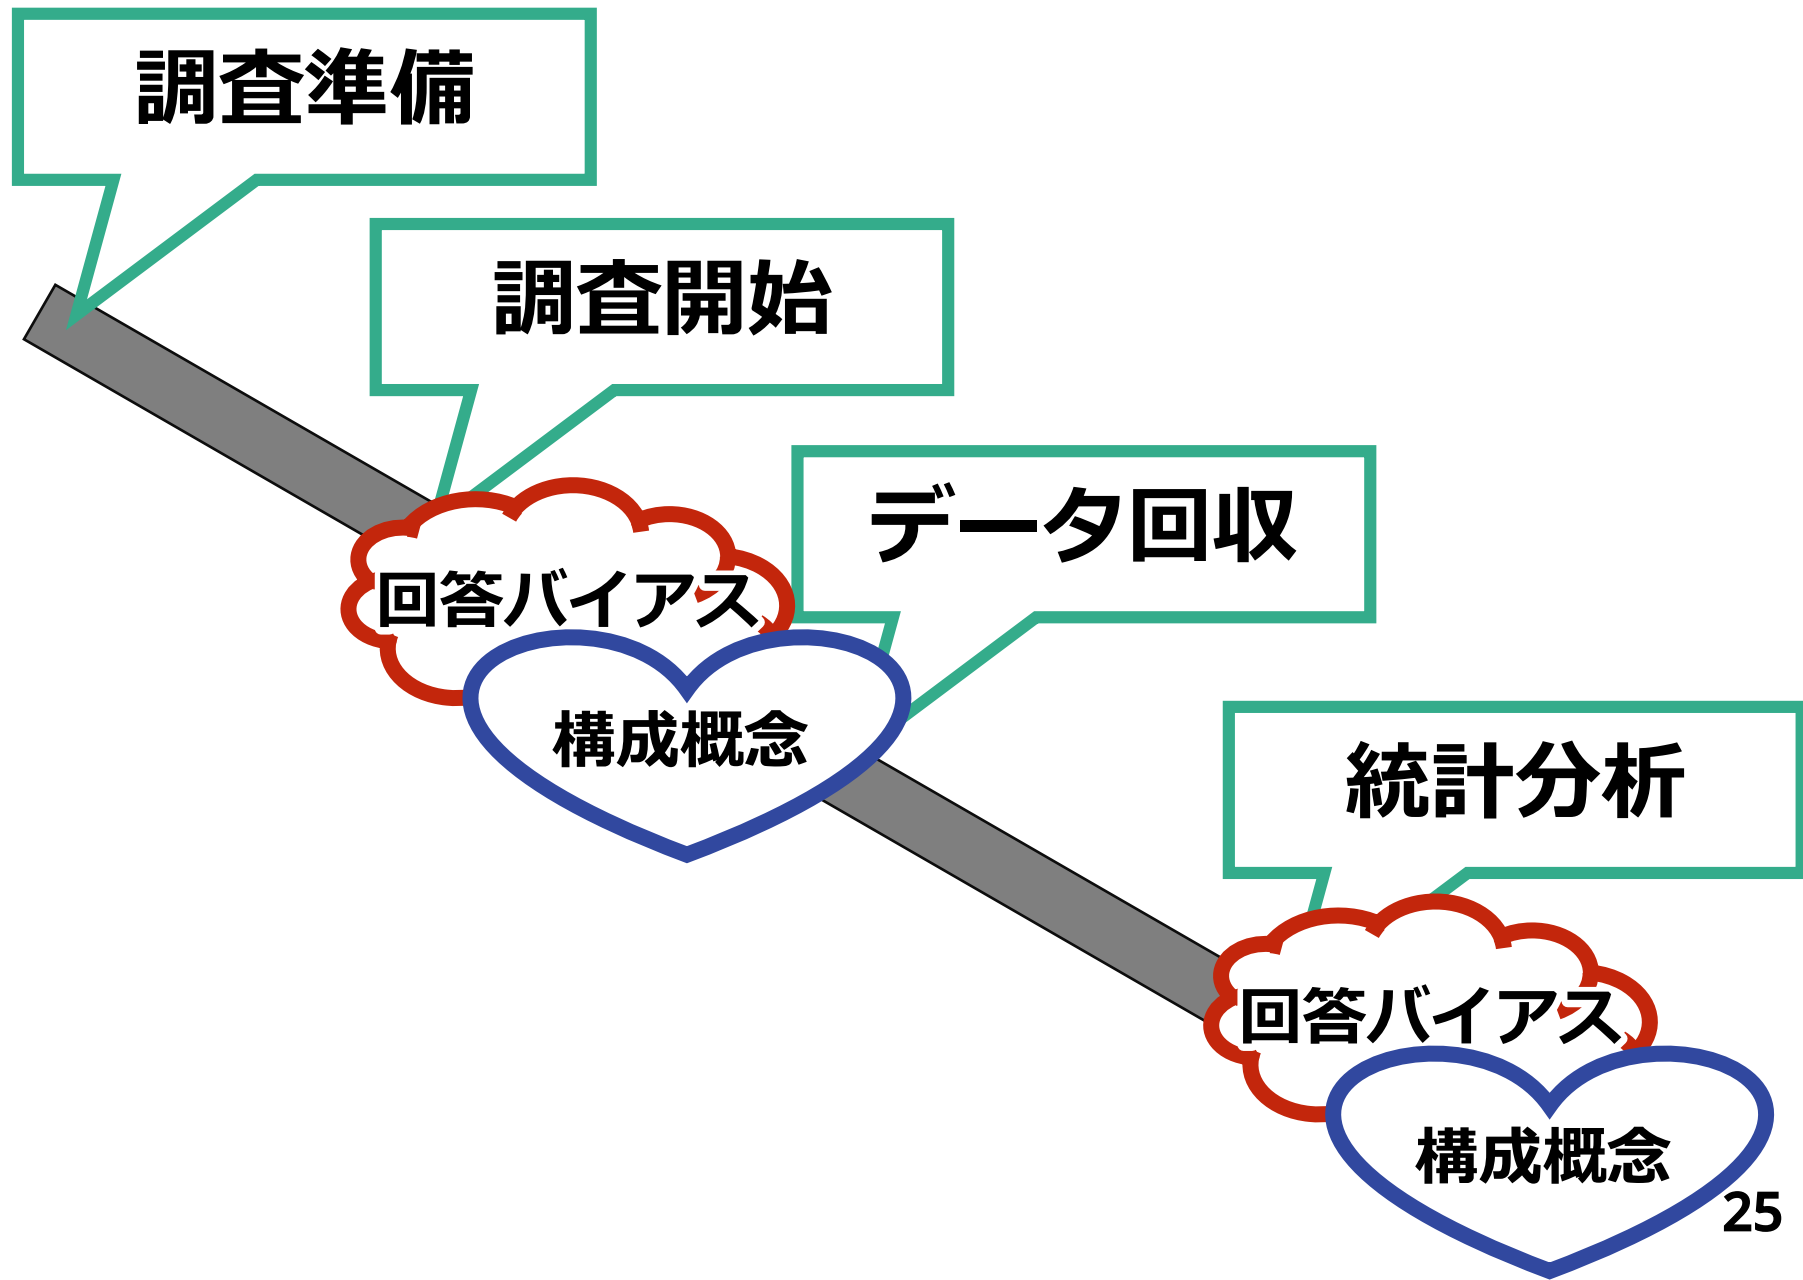 調査準備
調査開始
データ回収
回答バイアス
構成概念
統計分析
回答バイアス
構成概念
25